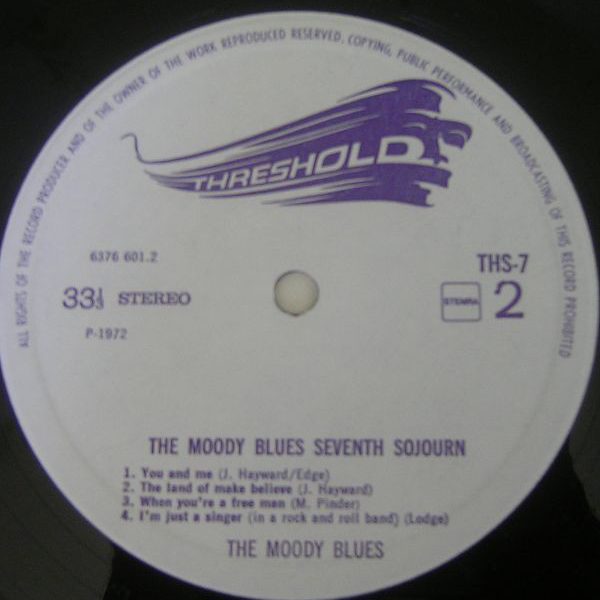 ALL RIGHTS OF THE RECORD PRODUCER AND OF THE OWNER OF THE WORK REPRODUCED RESERVED. COPYING, PUBLIC PERFORMANCE AND BROADCASTING OF THIS RECORD PROHIBITED
THRESHOLD
6376 601.2
THS-7
33⅓ STEREO
STEMRA 2
P-1972
THE MOODY BLUES SEVENTH SOJOURN
1. You and me (J. Hayward/Edge)
2. The land of make believe (J. Hayward)
3. When you're a free man (M. Pinder)
4. I'm just a singer (in a rock and roll band) (Lodge)
THE MOODY BLUES